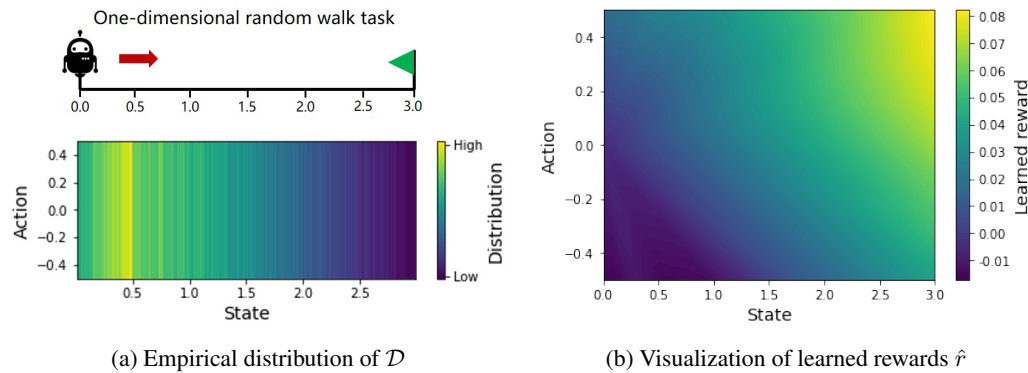 One-dimensional random walk task
0.0 0.5 1.0 1.5 2.0 2.5 3.0
0.4
0.2
0.0
−0.2
−0.4
Action
0.5 1.0 1.5 2.0 2.5
State
High
Low
Distribution
(a) Empirical distribution of 𝒟
0.4
0.2
0.0
−0.2
−0.4
Action
0.0 0.5 1.0 1.5 2.0 2.5 3.0
State
0.08
0.07
0.06
0.05
0.04
0.03
0.02
0.01
0.00
−0.01
Learned reward
(b) Visualization of learned rewards r̂